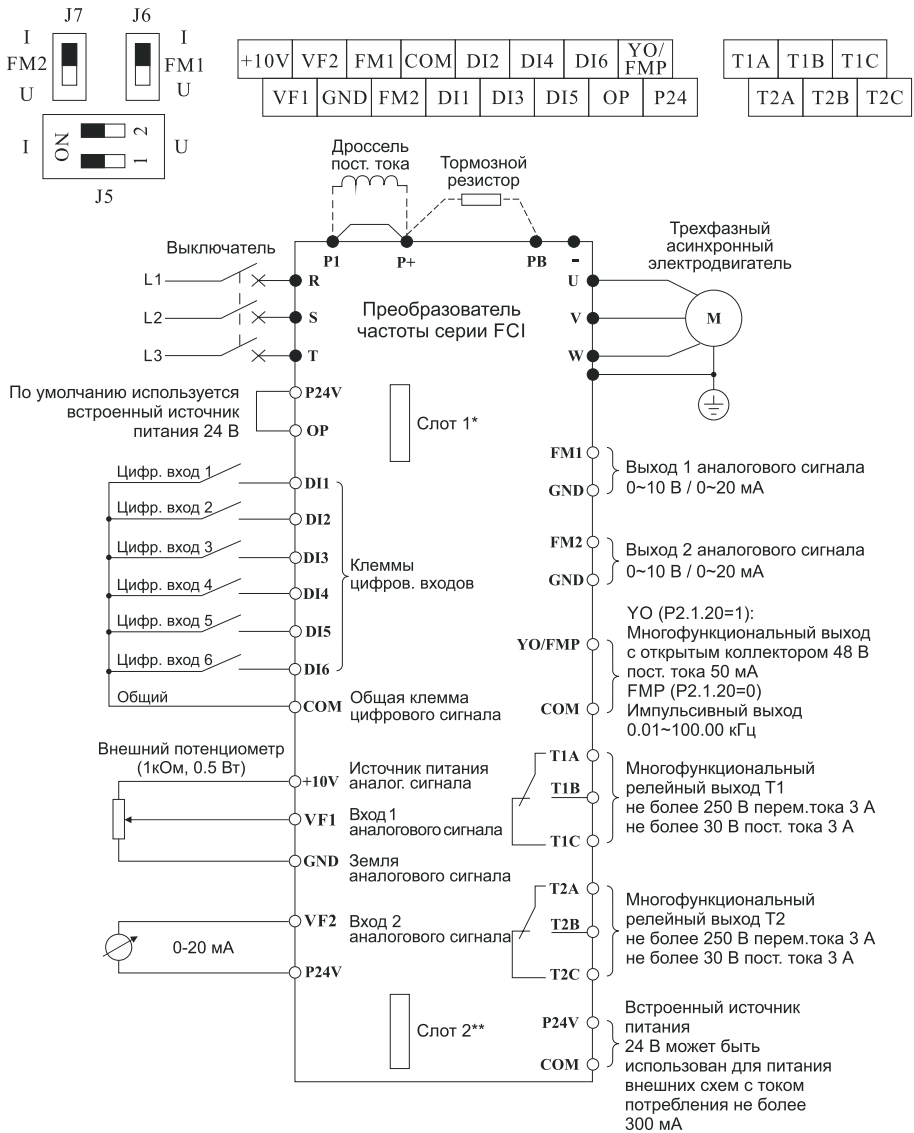 J7
J6
I
FM2
U
I
FM1
U
I
ON
2
1
U
J5
+10V VF2 FM1 COM DI2 DI4 DI6 YO/FMP
VF1 GND FM2 DI1 DI3 DI5 OP P24
T1A T1B T1C
T2A T2B T2C
Дроссель
пост. тока
Тормозной
резистор
Выключатель
P1
P+
PB
-
Трехфазный
асинхронный
электродвигатель
L1
R
U
L2
S
V
M
L3
T
W
Преобразователь
частоты серии FCI
По умолчанию используется
встроенный источник
питания 24 В
P24V
OP
Слот 1*
Цифр. вход 1
DI1
Цифр. вход 2
DI2
Цифр. вход 3
DI3
Цифр. вход 4
DI4
Цифр. вход 5
DI5
Цифр. вход 6
DI6
Клеммы
цифров. входов
Общий
COM
Общая клемма
цифрового сигнала
FM1
GND
Выход 1 аналогового сигнала
0~10 В / 0~20 мА
FM2
GND
Выход 2 аналогового сигнала
0~10 В / 0~20 мА
YO/FMP
COM
YO (P2.1.20=1):
Многофункциональный выход
с открытым коллектором 48 В
пост. тока 50 мА
FMP (P2.1.20=0)
Импульсивный выход
0.01~100.00 кГц
Внешний потенциометр
(1кОм, 0.5 Вт)
+10V
Источник питания
аналог. сигнала
VF1
Вход 1
аналогового сигнала
GND
Земля
аналогового сигнала
T1A
T1B
T1C
Многофункциональный
релейный выход T1
не более 250 В перем.тока 3 А
не более 30 В пост. тока 3 А
0-20 мА
VF2
Вход 2
аналогового сигнала
P24V
T2A
T2B
T2C
Многофункциональный
релейный выход T2
не более 250 В перем.тока 3 А
не более 30 В пост. тока 3 А
Слот 2**
P24V
COM
Встроенный источник
питания
24 В может быть
использован для питания
внешних схем с током
потребления не более
300 мА